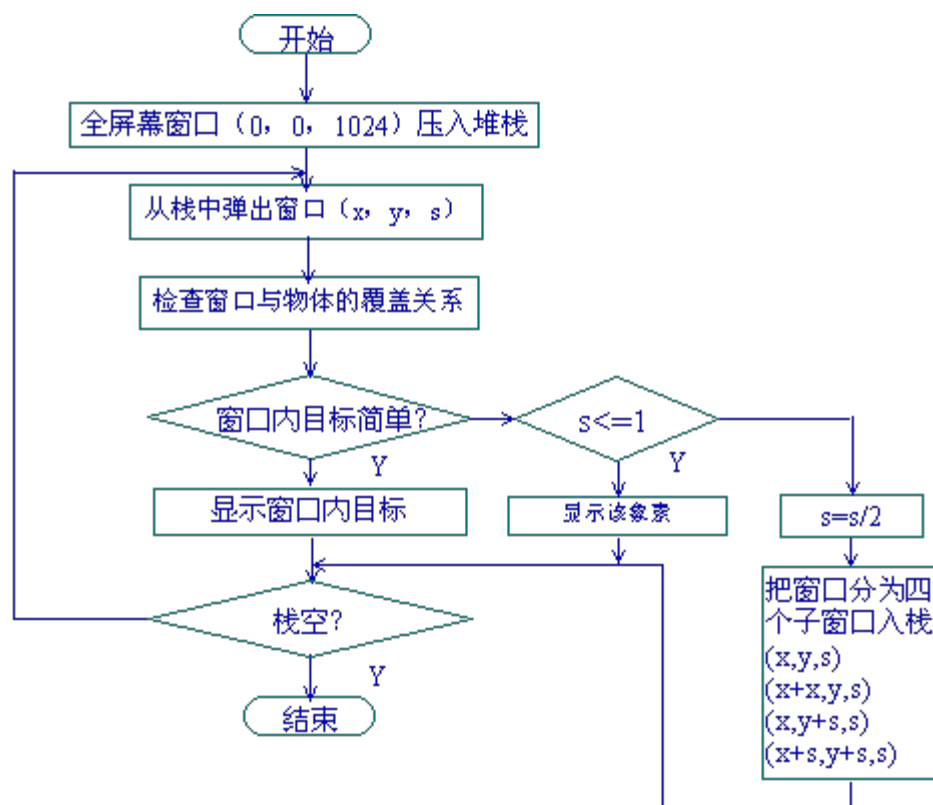 开始
全屏幕窗口（0，0，1024）压入堆栈
从栈中弹出窗口（x，y，s）
检查窗口与物体的覆盖关系
窗口内目标简单？
s<=1
Y
Y
显示窗口内目标
显示该象素
s=s/2
把窗口分为四
个子窗口入栈
(x,y,s)
(x+x,y,s)
(x,y+s,s)
(x+s,y+s,s)
栈空？
Y
结束